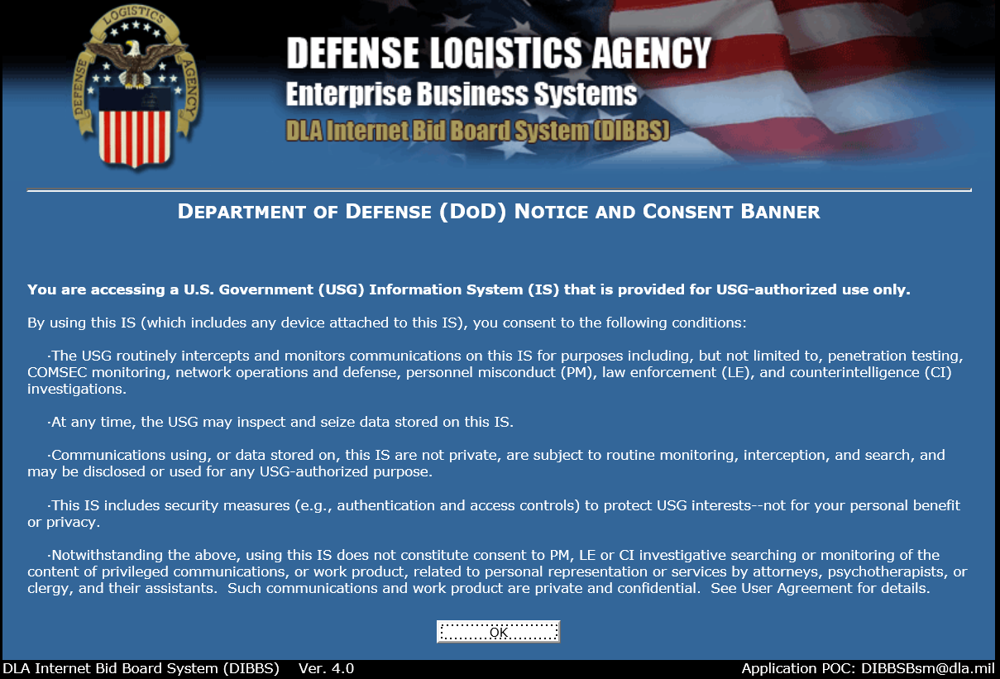 LOGISTICS
DEFENSE
AGENCY
DEFENSE LOGISTICS AGENCY
Enterprise Business Systems
DLA Internet Bid Board System (DIBBS)
DEPARTMENT OF DEFENSE (DOD) NOTICE AND CONSENT BANNER
You are accessing a U.S. Government (USG) Information System (IS) that is provided for USG-authorized use only.
By using this IS (which includes any device attached to this IS), you consent to the following conditions:
·The USG routinely intercepts and monitors communications on this IS for purposes including, but not limited to, penetration testing,
COMSEC monitoring, network operations and defense, personnel misconduct (PM), law enforcement (LE), and counterintelligence (CI)
investigations.
·At any time, the USG may inspect and seize data stored on this IS.
·Communications using, or data stored on, this IS are not private, are subject to routine monitoring, interception, and search, and
may be disclosed or used for any USG-authorized purpose.
·This IS includes security measures (e.g., authentication and access controls) to protect USG interests--not for your personal benefit
or privacy.
·Notwithstanding the above, using this IS does not constitute consent to PM, LE or CI investigative searching or monitoring of the
content of privileged communications, or work product, related to personal representation or services by attorneys, psychotherapists, or
clergy, and their assistants.  Such communications and work product are private and confidential.  See User Agreement for details.
OK
DLA Internet Bid Board System (DIBBS)    Ver. 4.0
Application POC: DIBBSBsm@dla.mil